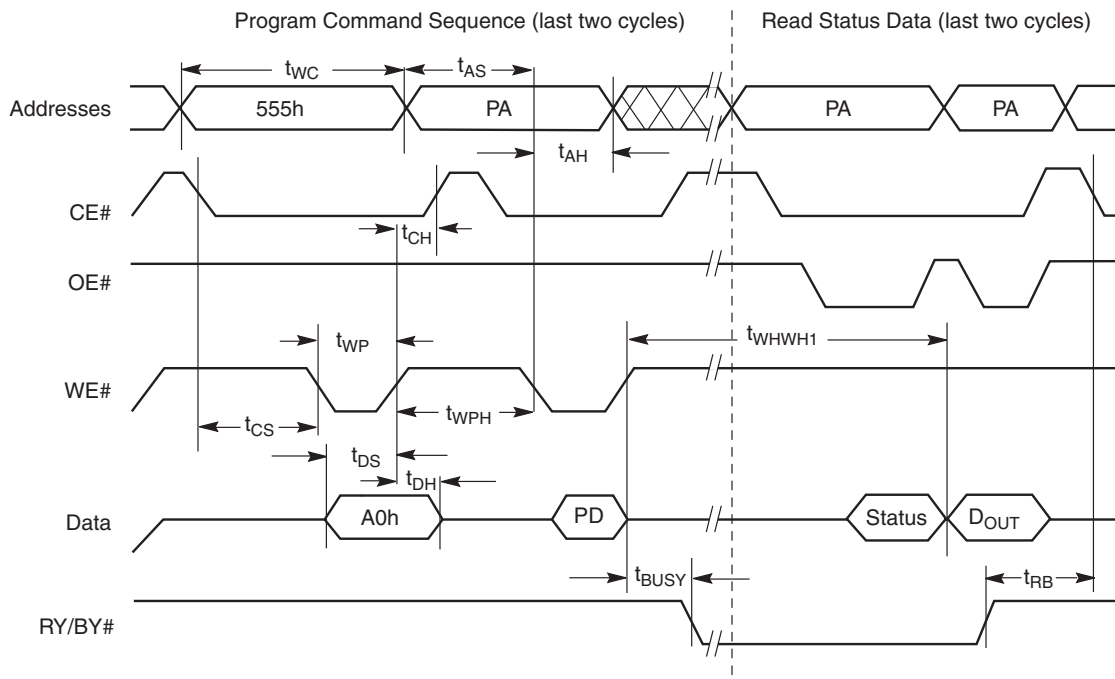 Program Command Sequence (last two cycles)
Read Status Data (last two cycles)
tWC
tAS
Addresses
555h
PA
PA
PA
tAH
CE#
tCH
OE#
tWP
tWHWH1
WE#
tCS
tWPH
tDS
tDH
Data
A0h
PD
Status
DOUT
tBUSY
tRB
RY/BY#